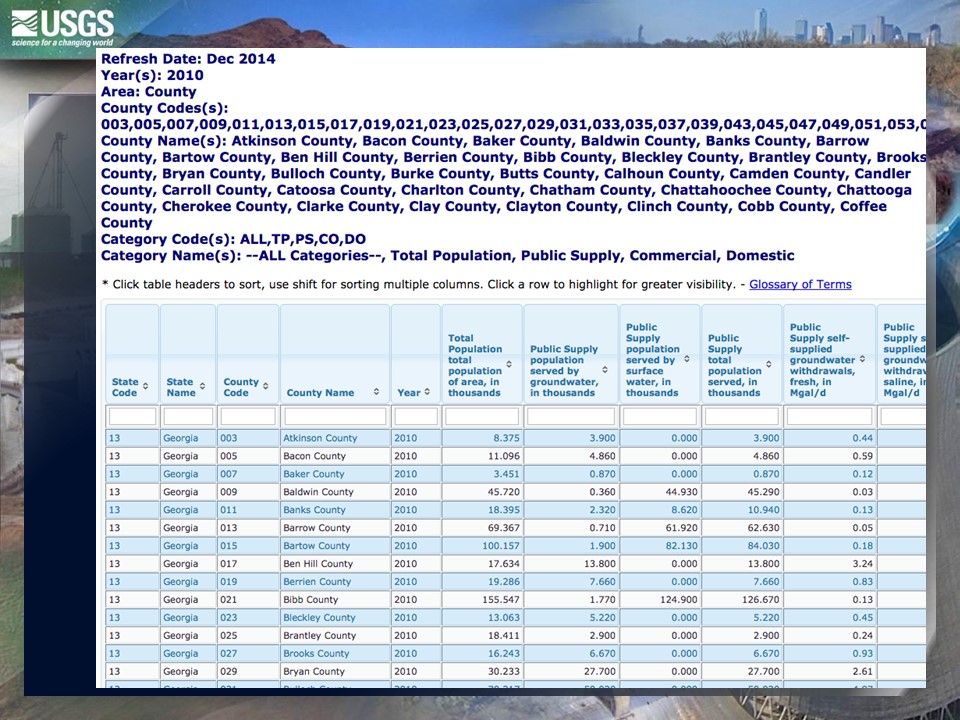 USGS
science for a changing world
Refresh Date: Dec 2014
Year(s): 2010
Area: County
County Codes(s):
003,005,007,009,011,013,015,017,019,021,023,025,027,029,031,033,035,037,039,043,045,047,049,051,053,0
County Name(s): Atkinson County, Bacon County, Baker County, Baldwin County, Banks County, Barrow
County, Bartow County, Ben Hill County, Berrien County, Bibb County, Bleckley County, Brantley County, Brooks
County, Bryan County, Bulloch County, Burke County, Butts County, Calhoun County, Camden County, Candler
County, Carroll County, Catoosa County, Charlton County, Chatham County, Chattahoochee County, Chattooga
County, Cherokee County, Clarke County, Clay County, Clayton County, Clinch County, Cobb County, Coffee
County
Category Code(s): ALL,TP,PS,CO,DO
Category Name(s): --ALL Categories--, Total Population, Public Supply, Commercial, Domestic
* Click table headers to sort, use shift for sorting multiple columns. Click a row to highlight for greater visibility. - Glossary of Terms
State Code
State Name
County Code
County Name
Year
Total Population total population of area, in thousands
Public Supply population served by groundwater, in thousands
Public Supply population served by surface water, in thousands
Public Supply total population served, in thousands
Public Supply self-supplied groundwater withdrawals, fresh, in Mgal/d
Public Supply s supplied groundw withdraw saline, in Mgal/d
13 Georgia 003 Atkinson County 2010 8.375 3.900 0.000 3.900 0.44
13 Georgia 005 Bacon County 2010 11.096 4.860 0.000 4.860 0.59
13 Georgia 007 Baker County 2010 3.451 0.870 0.000 0.870 0.12
13 Georgia 009 Baldwin County 2010 45.720 0.360 44.930 45.290 0.03
13 Georgia 011 Banks County 2010 18.395 2.320 8.620 10.940 0.13
13 Georgia 013 Barrow County 2010 69.367 0.710 61.920 62.630 0.05
13 Georgia 015 Bartow County 2010 100.157 1.900 82.130 84.030 0.18
13 Georgia 017 Ben Hill County 2010 17.634 13.800 0.000 13.800 3.24
13 Georgia 019 Berrien County 2010 19.286 7.660 0.000 7.660 0.83
13 Georgia 021 Bibb County 2010 155.547 1.770 124.900 126.670 0.13
13 Georgia 023 Bleckley County 2010 13.063 5.220 0.000 5.220 0.45
13 Georgia 025 Brantley County 2010 18.411 2.900 0.000 2.900 0.24
13 Georgia 027 Brooks County 2010 16.243 6.670 0.000 6.670 0.93
13 Georgia 029 Bryan County 2010 30.233 27.700 0.000 27.700 2.61